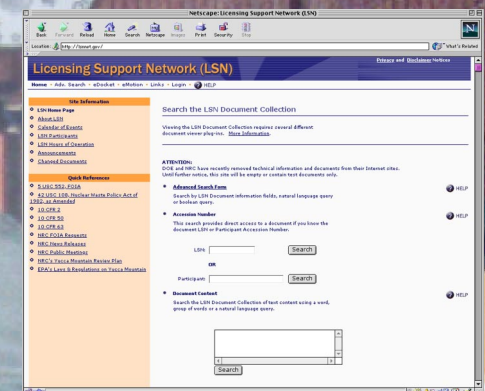 Netscape: Licensing Support Network (LSN)
Back Forward Reload Home Search Netscape Images Print Security Stop
Location: http://lsnnet.gov/ What's Related
Licensing Support Network (LSN)
Privacy and Disclaimer Notices
Home - Adv. Search - eDocket - eMotion - Links - Login - HELP
Site Information
LSN Home Page
About LSN
Calendar of Events
LSN Participants
LSN Hours of Operation
Announcements
Changed Documents
Quick References
5 USC 552, FOIA
42 USC 108, Nuclear Waste Policy Act of
1982, as Amended
10 CFR 2
10 CFR 50
10 CFR 63
NRC FOIA Requests
NRC News Releases
NRC Public Meetings
NRC's Yucca Mountain Review Plan
EPA's Laws & Regulations on Yucca Mountain
Search the LSN Document Collection
Viewing the LSN Document Collection requires several different
document viewer plug-ins. More Information.
ATTENTION:
DOE and NRC have recently removed technical information and documents from their Internet sites.
Until further notice, this site will be empty or contain test documents only.
Advanced Search Form HELP
Search by LSN Document information fields, natural language query
or boolean query.
Accession Number HELP
This search provides direct access to a document if you know the
document LSN or Participant Accession Number.
LSN: Search
OR
Participant: Search
Document Content HELP
Search the LSN Document Collection of text content using a word,
group of words or a natural language query.
Search